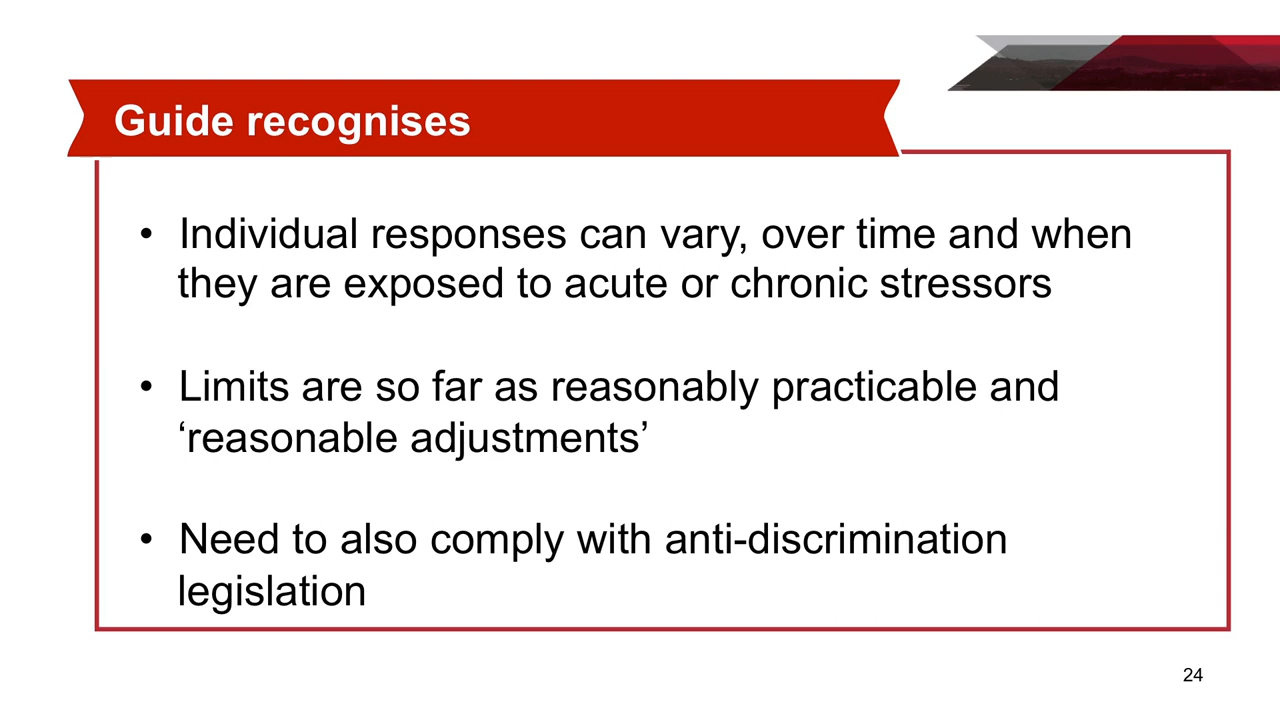 Guide recognises
• Individual responses can vary, over time and when
they are exposed to acute or chronic stressors
• Limits are so far as reasonably practicable and
‘reasonable adjustments’
• Need to also comply with anti-discrimination
legislation
24